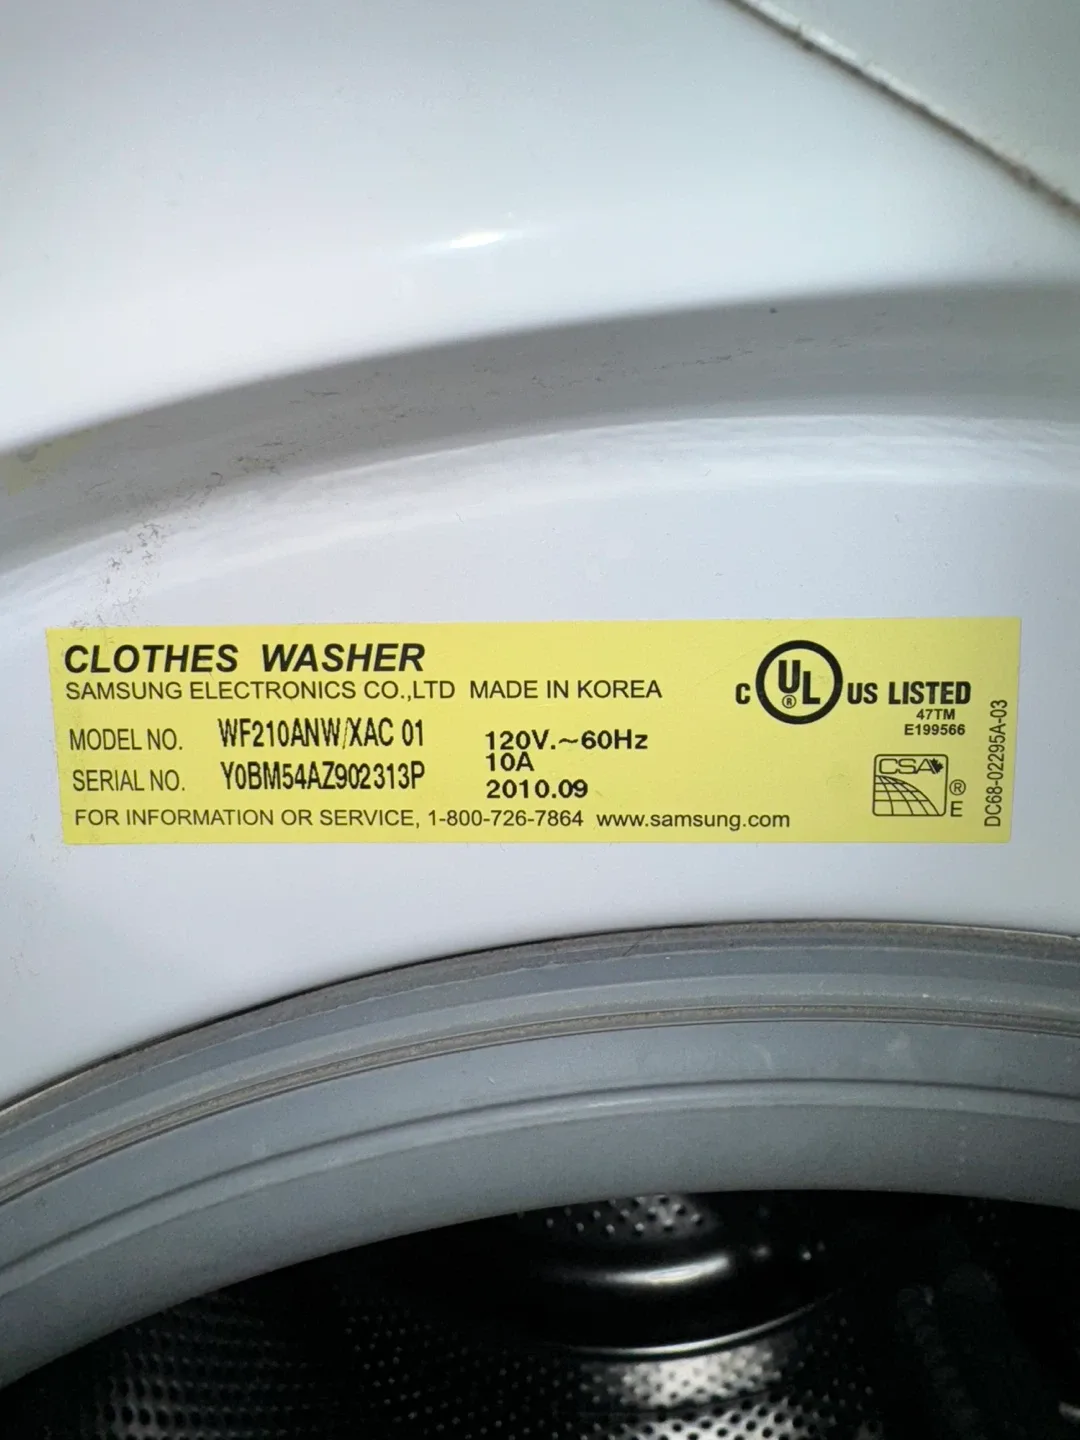 CLOTHES WASHER
SAMSUNG ELECTRONICS CO.,LTD MADE IN KOREA
MODEL NO. WF210ANW/XAC 01
SERIAL NO. Y0BM54AZ902313P
120V.~60Hz
10A
2010.09
FOR INFORMATION OR SERVICE, 1-800-726-7864 www.samsung.com
C UL® US LISTED
47TM
E199566
CSA ®
E
DC68-02295A-03